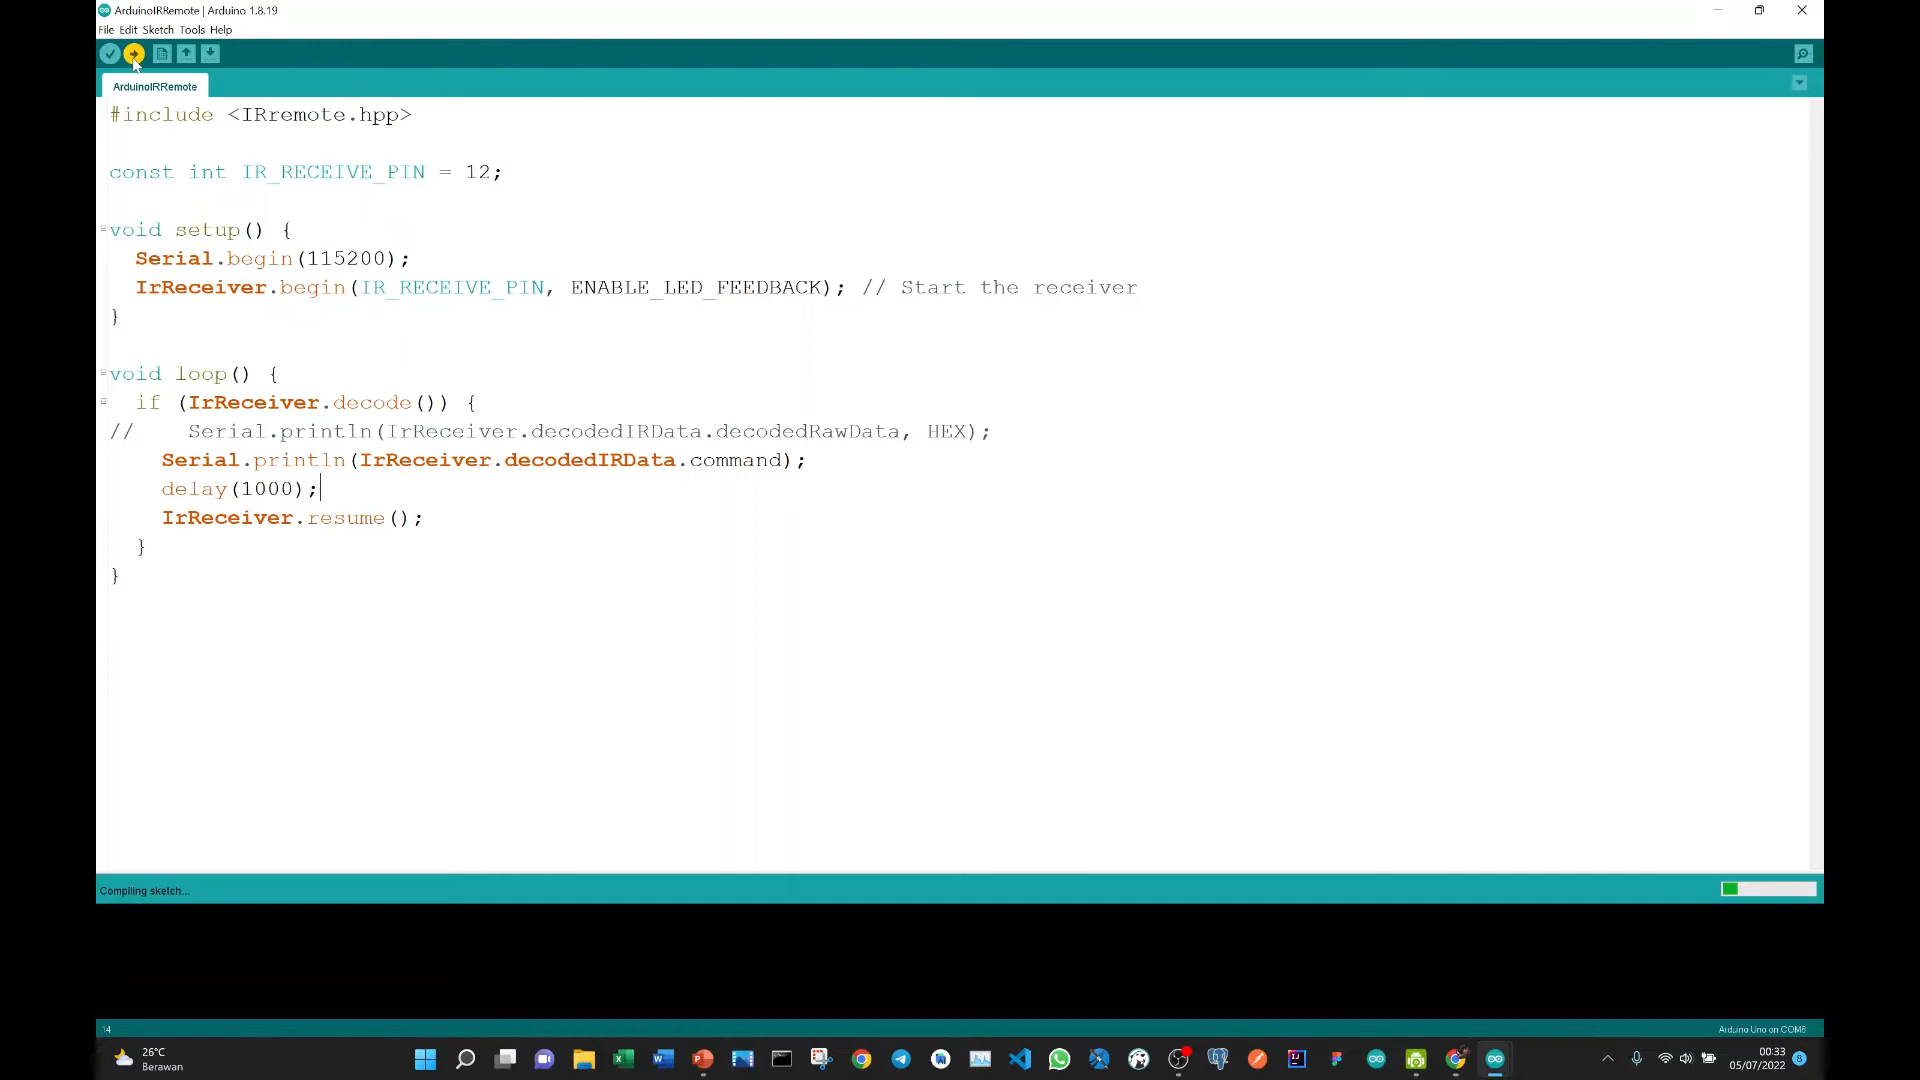 ArduinoIRRemote | Arduino 1.8.19
File Edit Sketch Tools Help
ArduinoIRRemote
#include <IRremote.hpp>
const int IR_RECEIVE_PIN = 12;
void setup() {
  Serial.begin(115200);
  IrReceiver.begin(IR_RECEIVE_PIN, ENABLE_LED_FEEDBACK); // Start the receiver
}
void loop() {
  if (IrReceiver.decode()) {
//    Serial.println(IrReceiver.decodedIRData.decodedRawData, HEX);
    Serial.println(IrReceiver.decodedIRData.command);
    delay(1000);
    IrReceiver.resume();
  }
}
Compiling sketch...
14
Arduino Uno on COM6
26°C
Berawan
00:33
05/07/2022
8